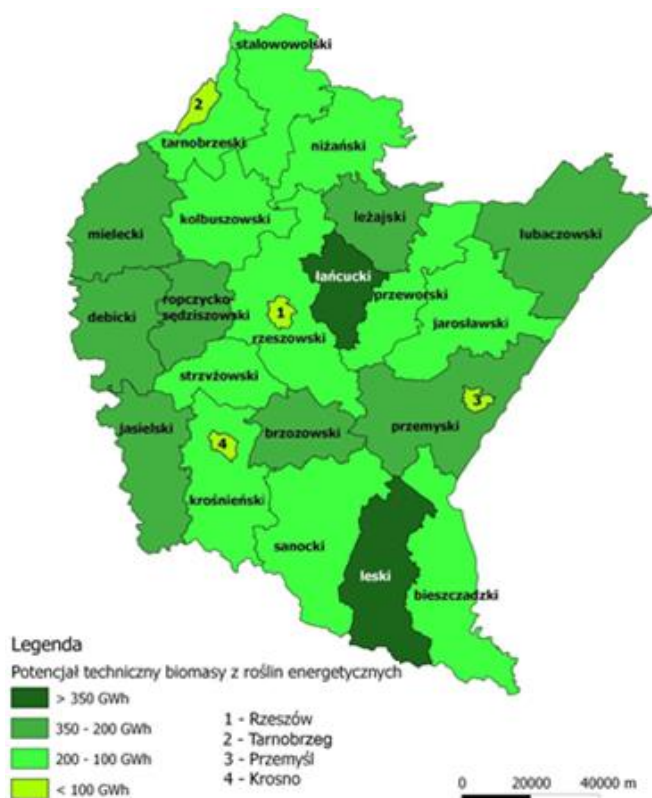 stalowowolski
2
tarnobrzeski
niżański
kolbuszowski
leżajski
mielecki
lubaczowski
łańcucki
ropczycko-
sędziszowski
przeworski
dębicki
1
jarosławski
rzeszowski
strzyżowski
3
jasielski
brzozowski
przemyski
4
krośnieński
sanocki
leski
bieszczadzki
Legenda
Potencjał techniczny biomasy z roślin energetycznych
> 350 GWh
350 - 200 GWh
200 - 100 GWh
< 100 GWh
1 - Rzeszów
2 - Tarnobrzeg
3 - Przemyśl
4 - Krosno
0 20000 40000 m